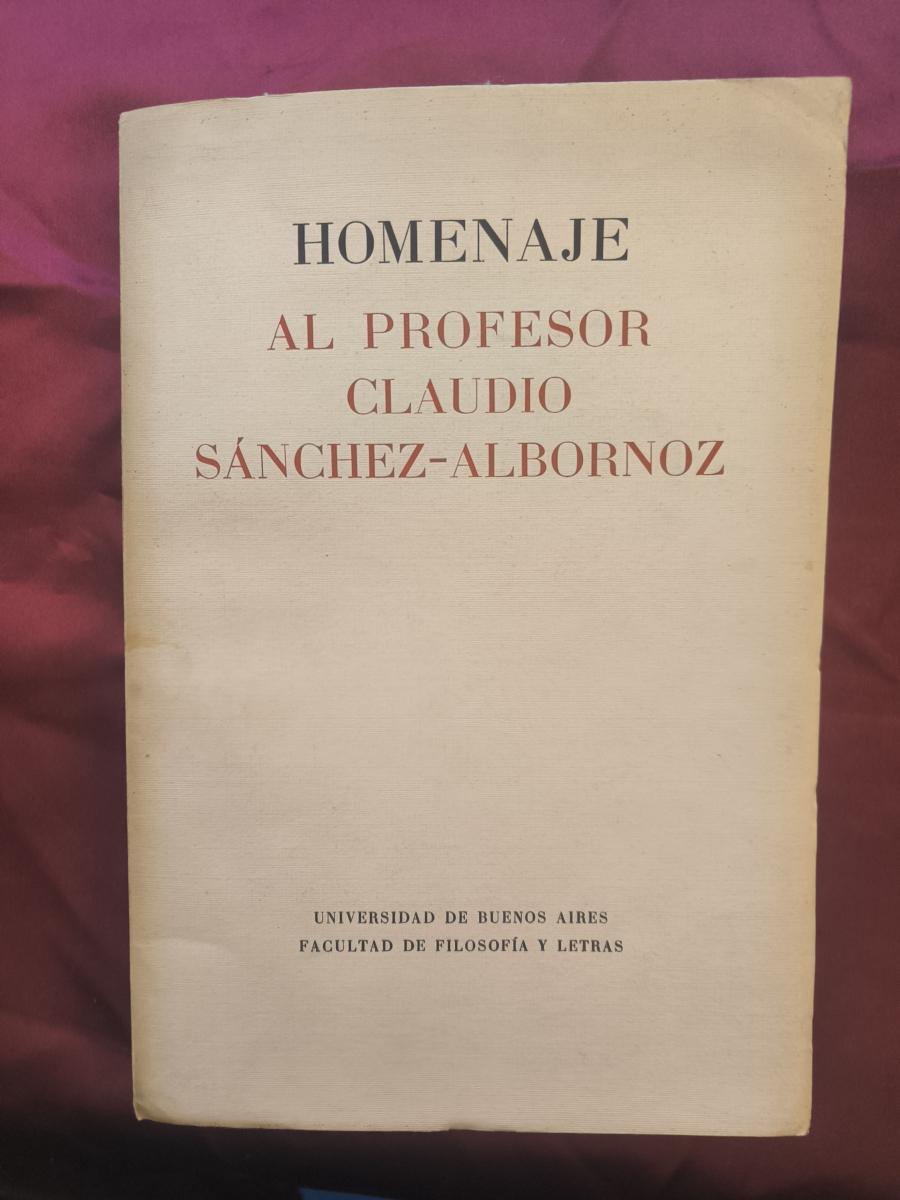 HOMENAJE
AL PROFESOR
CLAUDIO
SÁNCHEZ-ALBORNOZ
UNIVERSIDAD DE BUENOS AIRES
FACULTAD DE FILOSOFÍA Y LETRAS